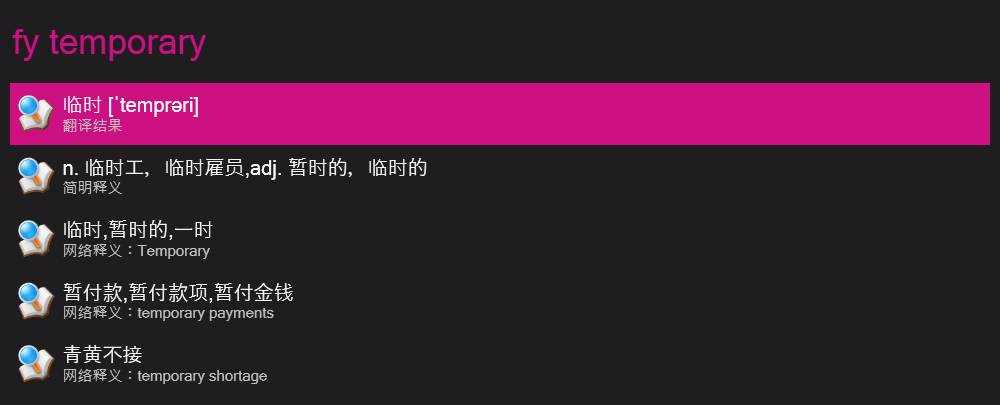 fy temporary
临时 [ˈtemprəri]
翻译结果
n. 临时工，临时雇员,adj. 暂时的，临时的
简明释义
临时,暂时的,一时
网络释义：Temporary
暂付款,暂付款项,暂付金钱
网络释义：temporary payments
青黄不接
网络释义：temporary shortage